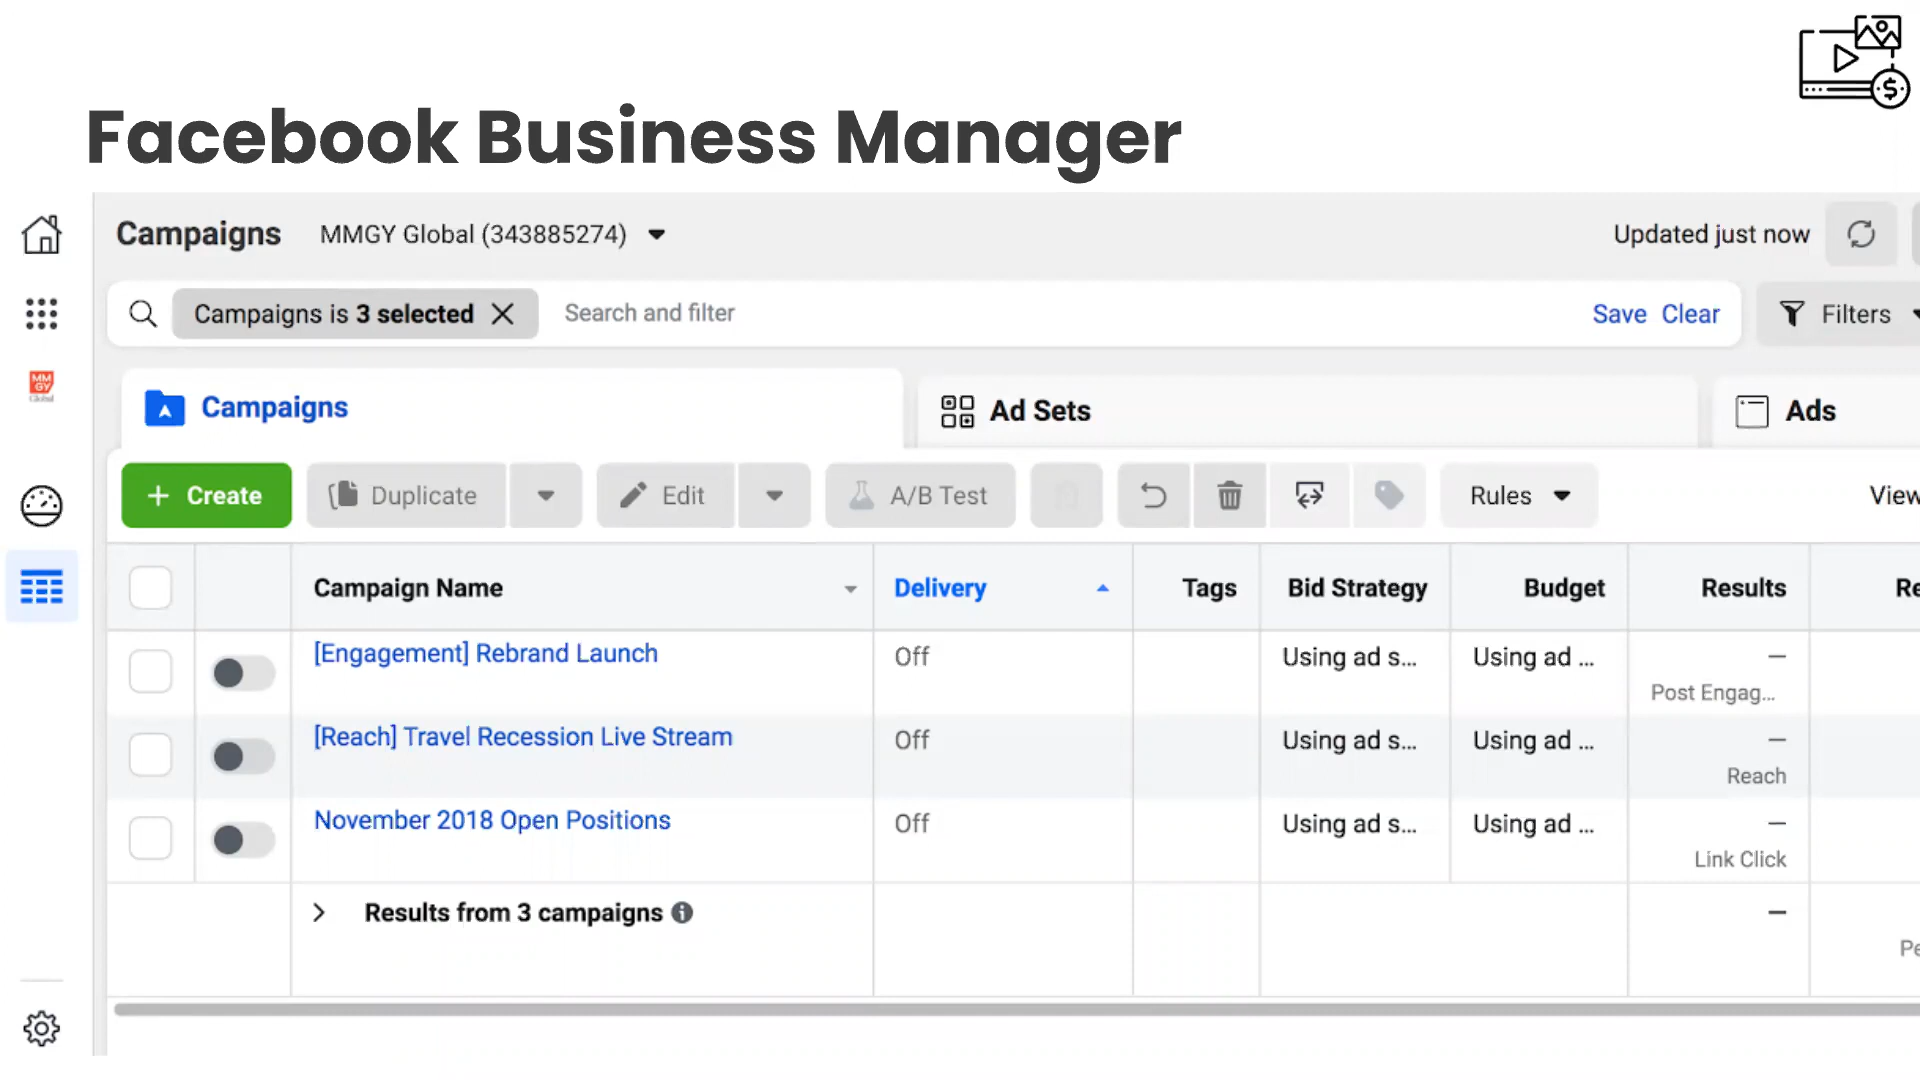 Facebook Business Manager
Campaigns MMGY Global (343885274) Updated just now
Campaigns is 3 selected Search and filter Save Clear Filters
MM
GY
Global
Campaigns Ad Sets Ads
+ Create Duplicate Edit A/B Test Rules View
Campaign Name Delivery Tags Bid Strategy Budget Results Re
[Engagement] Rebrand Launch Off Using ad s... Using ad ... —
Post Engag...
[Reach] Travel Recession Live Stream Off Using ad s... Using ad ... —
Reach
November 2018 Open Positions Off Using ad s... Using ad ... —
Link Click
Results from 3 campaigns —
Pe